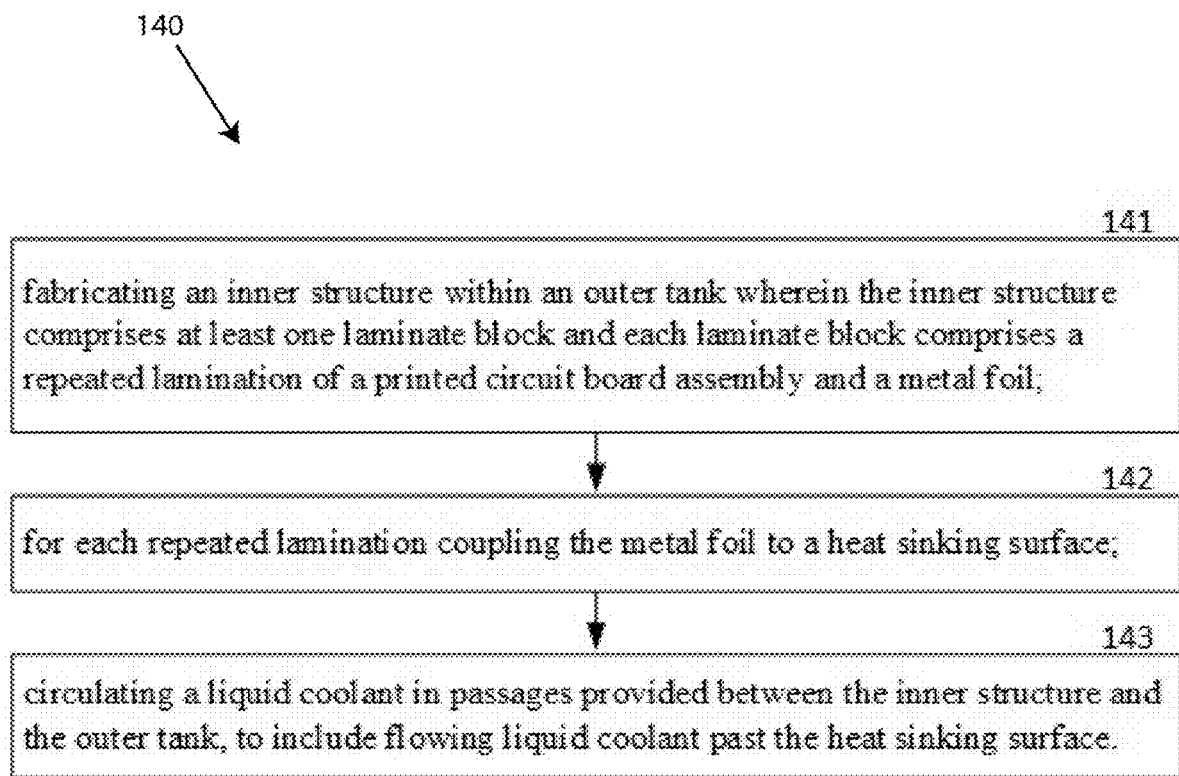 140
141
fabricating an inner structure within an outer tank wherein the inner structure
comprises at least one laminate block and each laminate block comprises a
repeated lamination of a printed circuit board assembly and a metal foil;
142
for each repeated lamination coupling the metal foil to a heat sinking surface;
143
circulating a liquid coolant in passages provided between the inner structure and
the outer tank, to include flowing liquid coolant past the heat sinking surface.